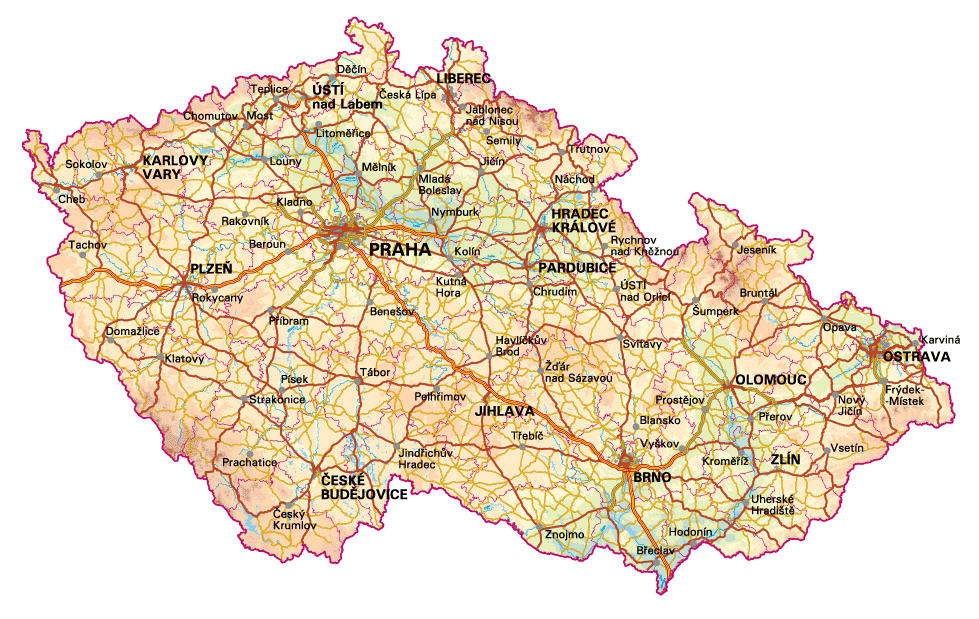 Děčín
Teplice
ÚSTÍ
nad Labem
LIBEREC
Česká Lípa
Jablonec
nad Nisou
Chomutov
Most
Litoměřice
Semily
Trutnov
Sokolov
KARLOVY
VARY
Louny
Mělník
Jičín
Náchod
Cheb
Mladá
Boleslav
Kladno
Rakovník
Nymburk
HRADEC
KRÁLOVÉ
Tachov
Beroun
PRAHA
Kolín
Rychnov
nad Kněžnou
Jeseník
PLZEŇ
PARDUBICE
Rokycany
Kutná
Hora
Chrudim
ÚSTÍ
nad Orlicí
Bruntál
Šumperk
Příbram
Benešov
Opava
Domažlice
Klatovy
Havlíčkův
Brod
Svitavy
Karviná
OSTRAVA
Písek
Tábor
Žďár
nad Sázavou
OLOMOUC
Frýdek-
-Místek
Strakonice
Pelhřimov
JIHLAVA
Prostějov
Přerov
Nový
Jičín
Blansko
Prachatice
Jindřichův
Hradec
Třebíč
Vyškov
Kroměříž
ZLÍN
Vsetín
ČESKÉ
BUDĚJOVICE
BRNO
Uherské
Hradiště
Český
Krumlov
Znojmo
Hodonín
Břeclav